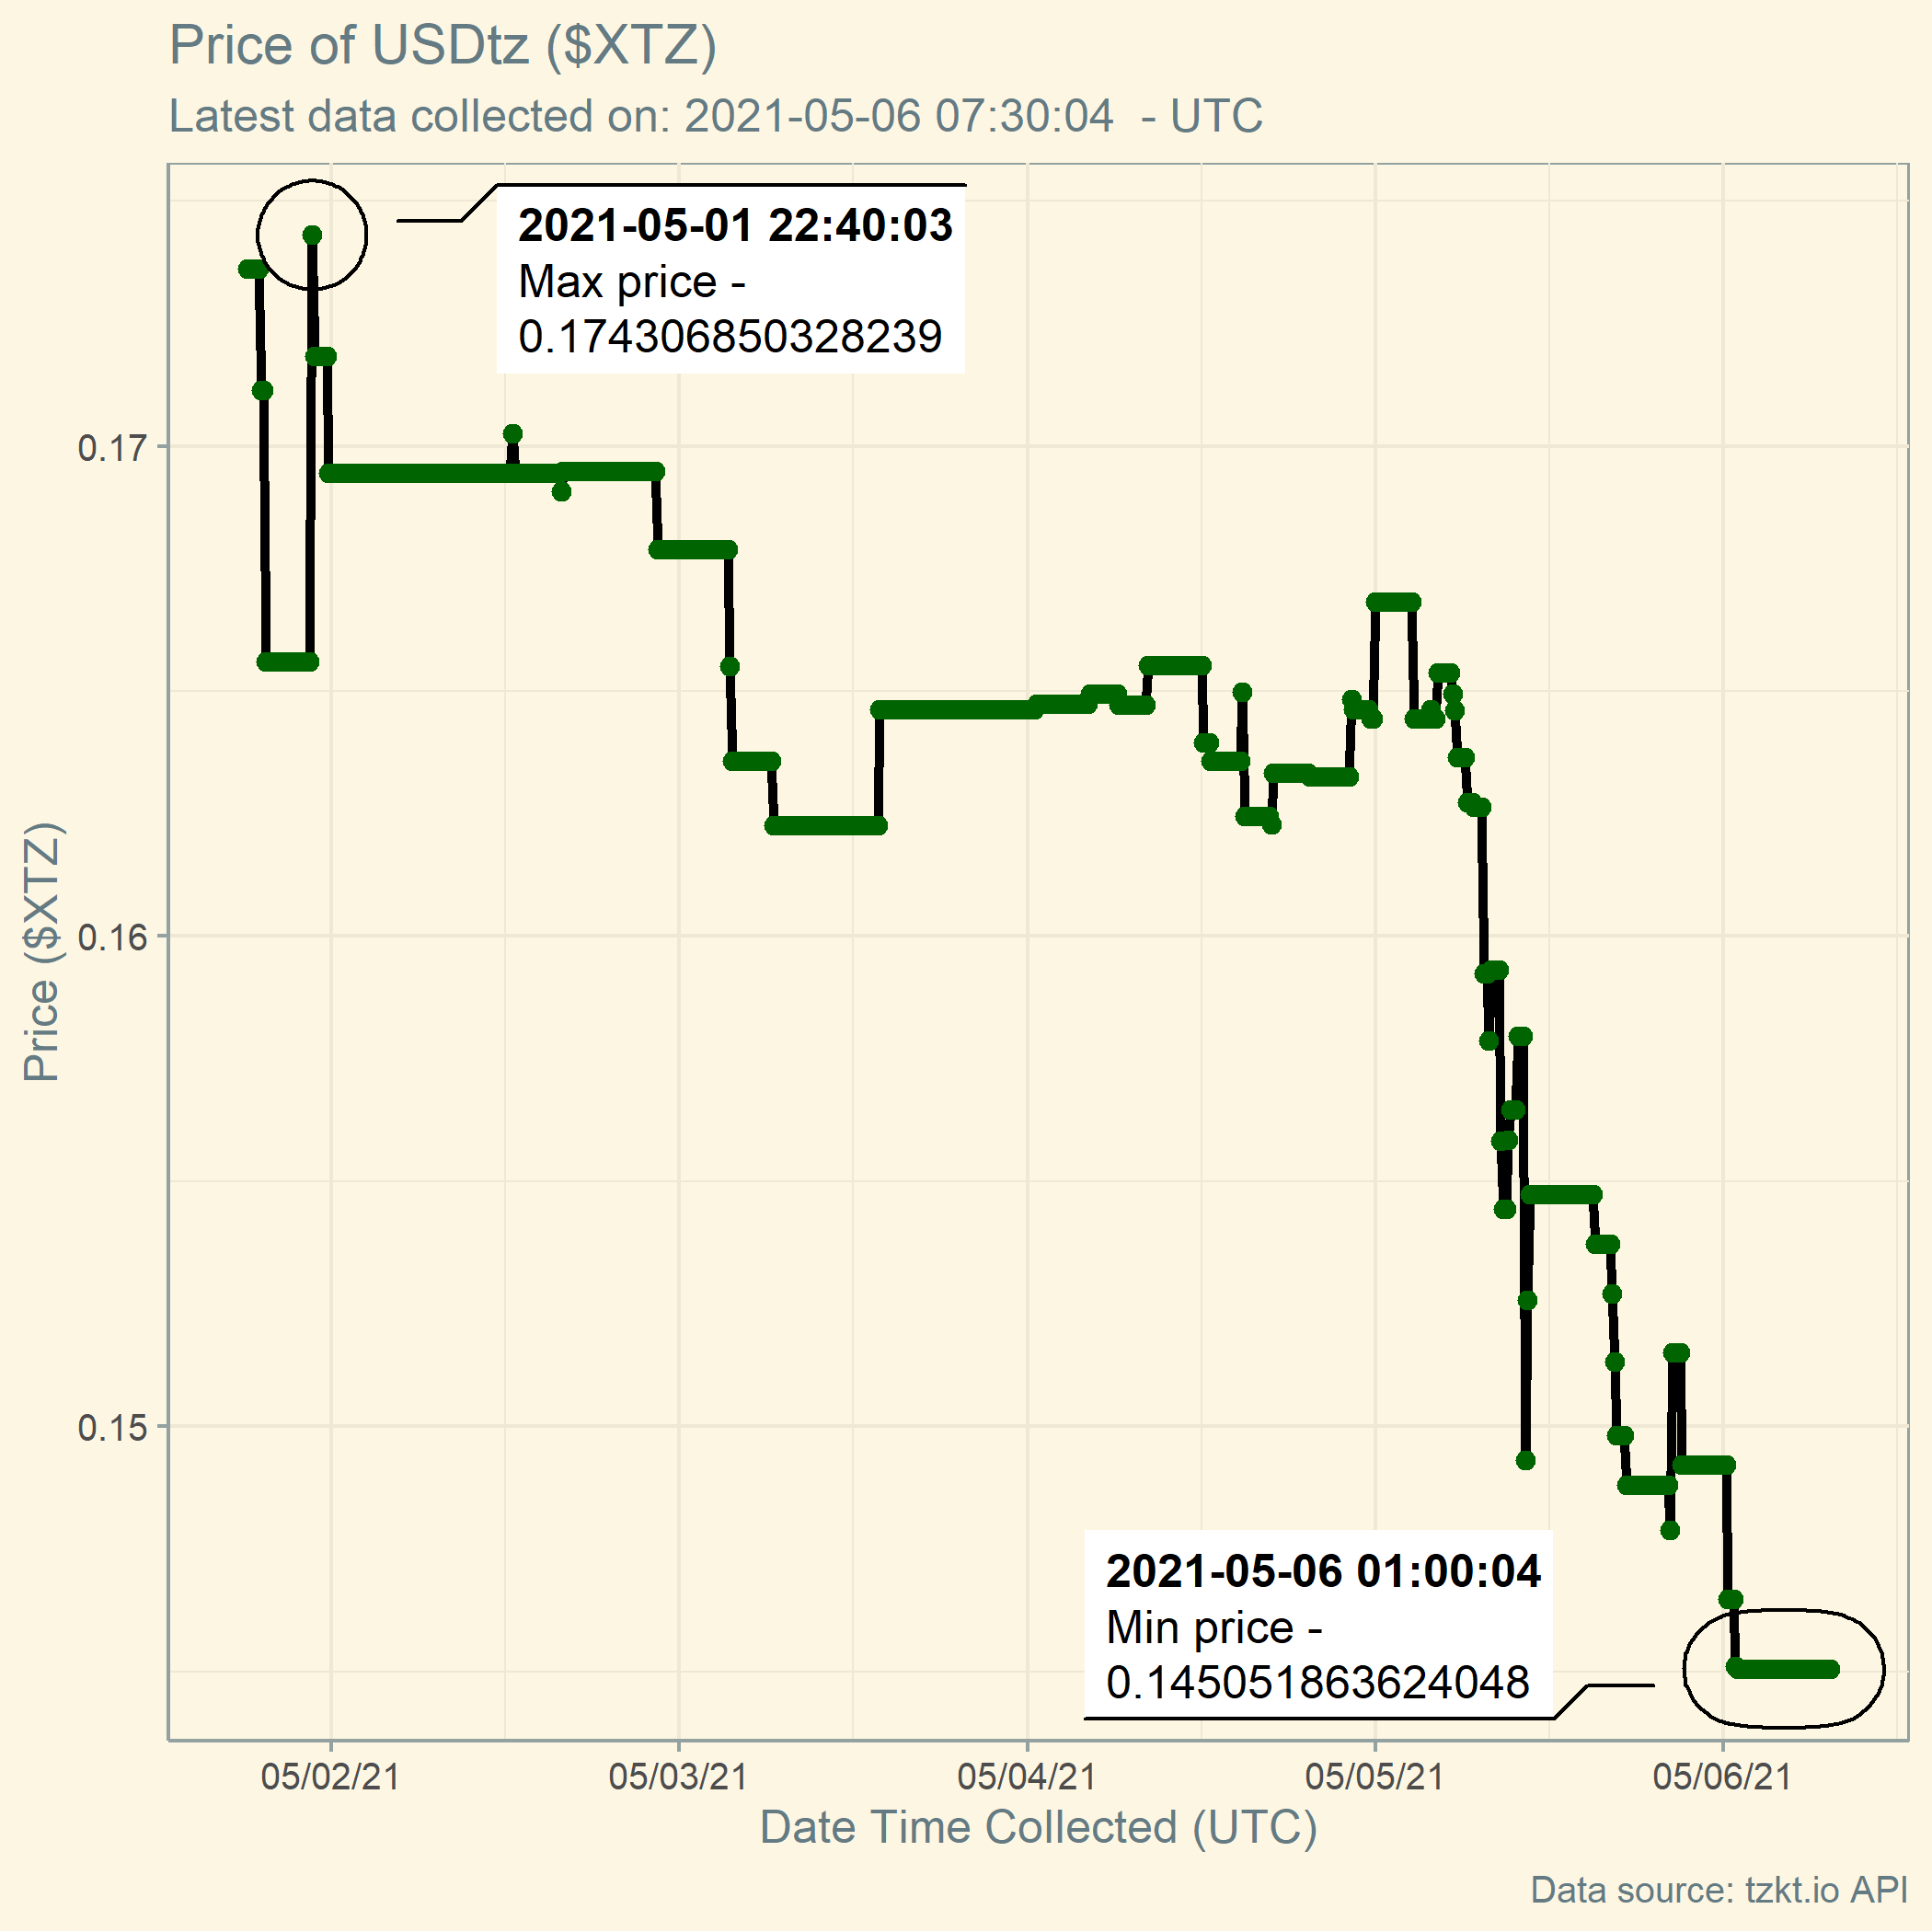 Price of USDtz ($XTZ)
Latest data collected on: 2021-05-06 07:30:04  - UTC
2021-05-01 22:40:03
Max price -
0.174306850328239
0.17
0.16
0.15
Price ($XTZ)
2021-05-06 01:00:04
Min price -
0.145051863624048
05/02/21
05/03/21
05/04/21
05/05/21
05/06/21
Date Time Collected (UTC)
Data source: tzkt.io API